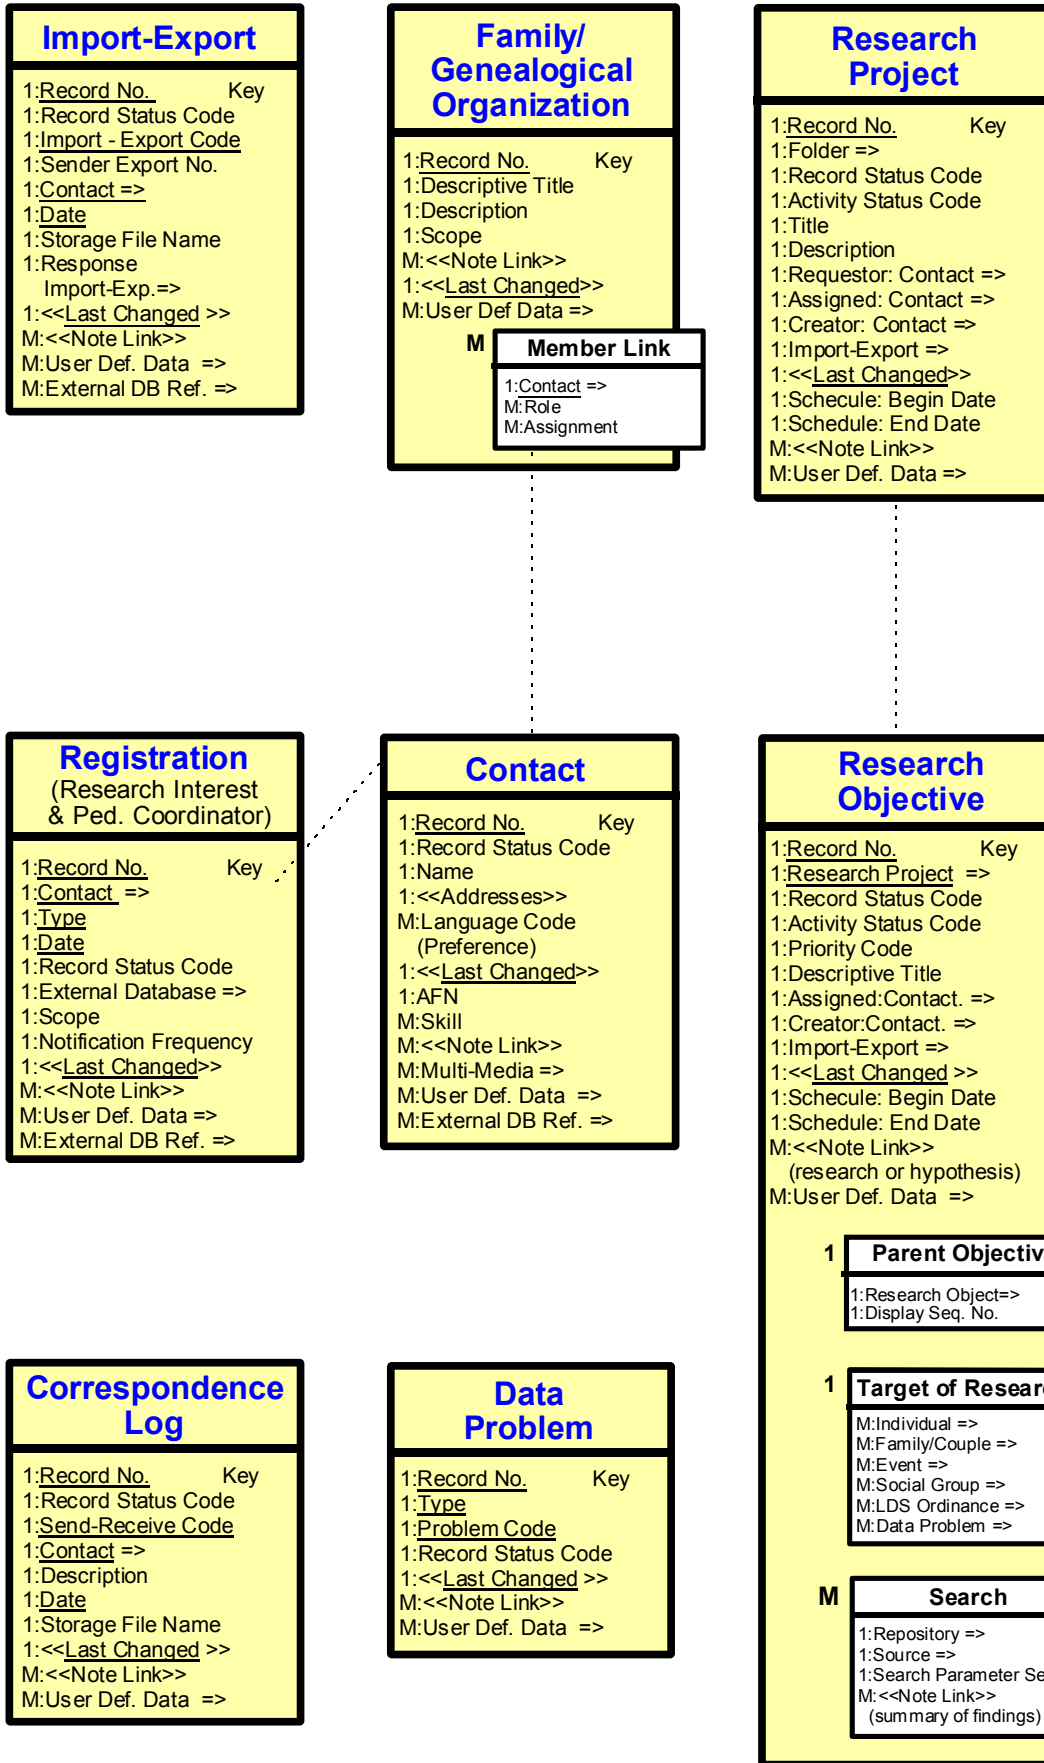 Import-Export
1:Record No. Key
1:Record Status Code
1:Import - Export Code
1:Sender Export No.
1:Contact =>
1:Date
1:Storage File Name
1:Response
Import-Exp.=>
1:<<Last Changed >>
M:<<Note Link>>
M:User Def. Data =>
M:External DB Ref. =>
Family/
Genealogical
Organization
1:Record No. Key
1:Descriptive Title
1:Description
1:Scope
M:<<Note Link>>
1:<<Last Changed>>
M:User Def Data =>
M Member Link
1:Contact =>
M:Role
M:Assignment
Research
Project
1:Record No. Key
1:Folder =>
1:Record Status Code
1:Activity Status Code
1:Title
1:Description
1:Requestor: Contact =>
1:Assigned: Contact =>
1:Creator: Contact =>
1:Import-Export =>
1:<<Last Changed>>
1:Schecule: Begin Date
1:Schedule: End Date
M:<<Note Link>>
M:User Def. Data =>
Registration
(Research Interest
& Ped. Coordinator)
1:Record No. Key
1:Contact =>
1:Type
1:Date
1:Record Status Code
1:External Database =>
1:Scope
1:Notification Frequency
1:<<Last Changed>>
M:<<Note Link>>
M:User Def. Data =>
M:External DB Ref. =>
Contact
1:Record No. Key
1:Record Status Code
1:Name
1:<<Addresses>>
M:Language Code
(Preference)
1:<<Last Changed>>
1:AFN
M:Skill
M:<<Note Link>>
M:Multi-Media =>
M:User Def. Data =>
M:External DB Ref. =>
Research
Objective
1:Record No. Key
1:Research Project =>
1:Record Status Code
1:Activity Status Code
1:Priority Code
1:Descriptive Title
1:Assigned:Contact. =>
1:Creator:Contact. =>
1:Import-Export =>
1:<<Last Changed >>
1:Schecule: Begin Date
1:Schedule: End Date
M:<<Note Link>>
(research or hypothesis)
M:User Def. Data =>
1 Parent Objectiv
1:Research Object=>
1:Display Seq. No.
1 Target of Resear
M:Individual =>
M:Family/Couple =>
M:Event =>
M:Social Group =>
M:LDS Ordinance =>
M:Data Problem =>
M Search
1:Repository =>
1:Source =>
1:Search Parameter Se
M:<<Note Link>>
(summary of findings)
Correspondence
Log
1:Record No. Key
1:Record Status Code
1:Send-Receive Code
1:Contact =>
1:Description
1:Date
1:Storage File Name
1:<<Last Changed >>
M:<<Note Link>>
M:User Def. Data =>
Data
Problem
1:Record No. Key
1:Type
1:Problem Code
1:Record Status Code
1:<<Last Changed >>
M:<<Note Link>>
M:User Def. Data =>